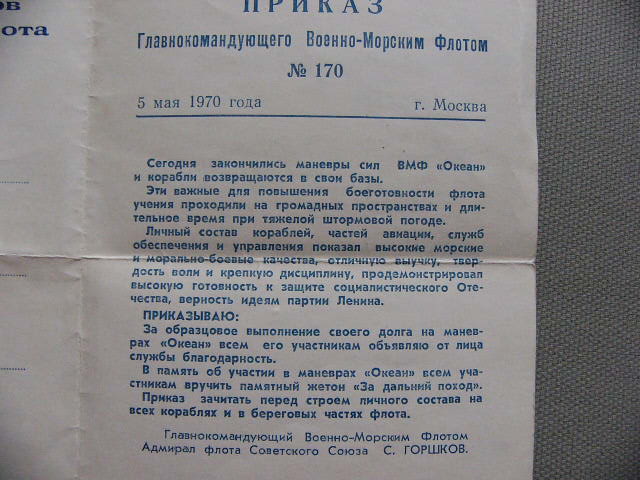 ов
ота
ПРИКАЗ
Главнокомандующего Военно-Морским Флотом
№ 170
5 мая 1970 года г. Москва
Сегодня закончились маневры сил ВМФ «Океан»
и корабли возвращаются в свои базы.
Эти важные для повышения боеготовности флота
учения проходили на громадных пространствах и дли-
тельное время при тяжелой штормовой погоде.
Личный состав кораблей, частей авиации, служб
обеспечения и управления показал высокие морские
и морально-боевые качества, отличную выучку, твер-
дость воли и крепкую дисциплину, продемонстрировал
высокую готовность к защите социалистического Оте-
чества, верность идеям партии Ленина.
ПРИКАЗЫВАЮ:
За образцовое выполнение своего долга на манев-
рах «Океан» всем его участникам объявляю от лица
службы благодарность.
В память об участии в маневрах «Океан» всем уча-
стникам вручить памятный жетон «За дальний поход».
Приказ зачитать перед строем личного состава на
всех кораблях и в береговых частях флота.
Главнокомандующий Военно-Морским Флотом
Адмирал флота Советского Союза С. ГОРШКОВ.